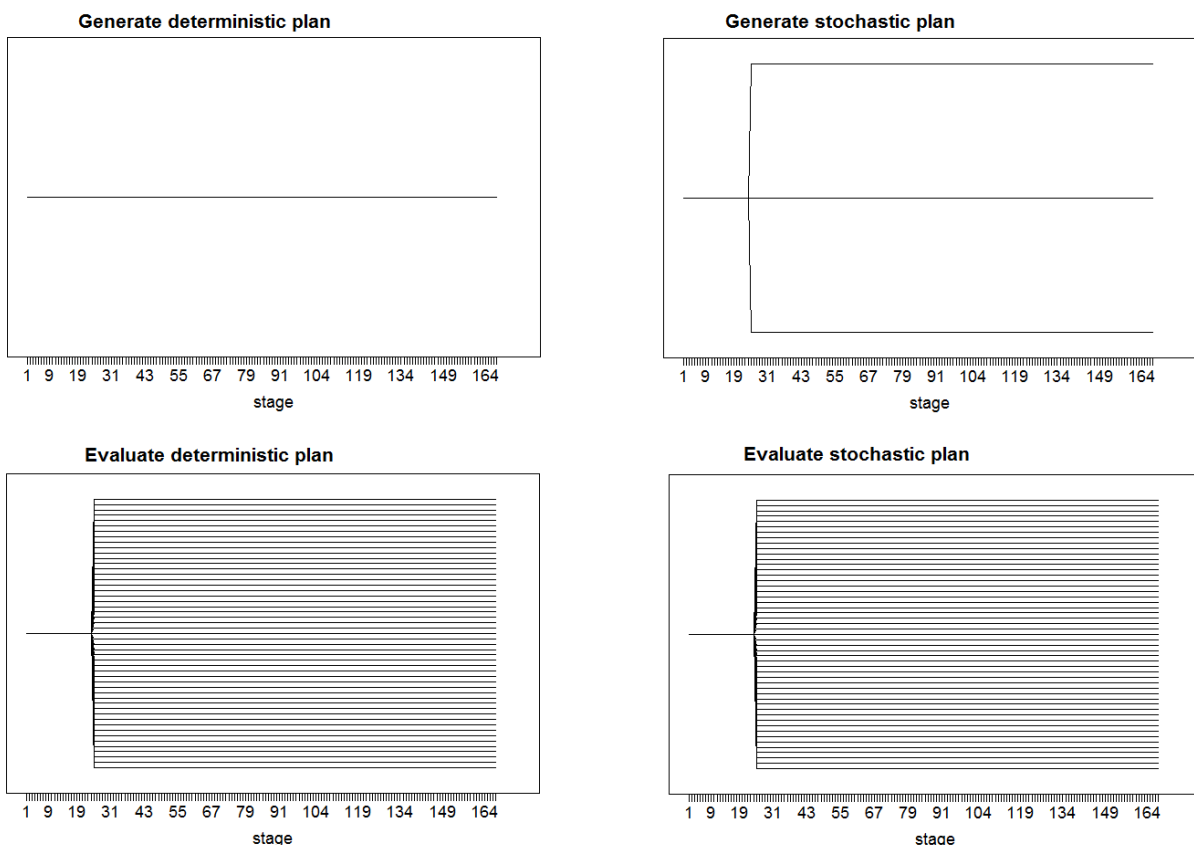 Generate deterministic plan
1 9 19 31 43 55 67 79 91 104 119 134 149 164
stage
Generate stochastic plan
1 9 19 31 43 55 67 79 91 104 119 134 149 164
stage
Evaluate deterministic plan
1 9 19 31 43 55 67 79 91 104 119 134 149 164
stage
Evaluate stochastic plan
1 9 19 31 43 55 67 79 91 104 119 134 149 164
stage